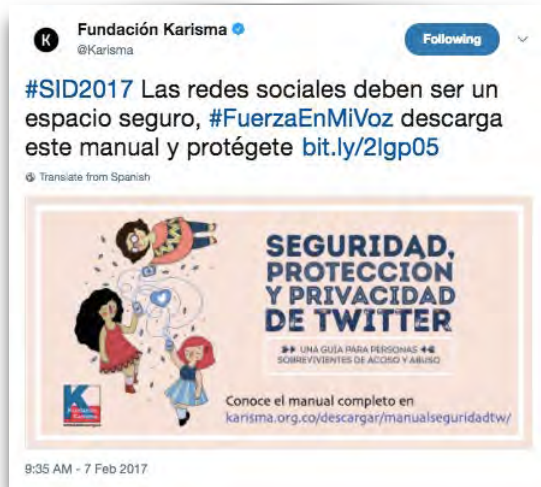 K
Fundación Karisma
@Karisma
Following
#SID2017 Las redes sociales deben ser un
espacio seguro, #FuerzaEnMiVoz descarga
este manual y protégete bit.ly/2lgp05
Translate from Spanish
SEGURIDAD,
PROTECCIÓN
Y PRIVACIDAD
DE TWITTER
UNA GUÍA PARA PERSONAS
SOBREVIVIENTES DE ACOSO Y ABUSO
K
Fundación
Karisma
Conoce el manual completo en
karisma.org.co/descargar/manualseguridadtw/
9:35 AM - 7 Feb 2017